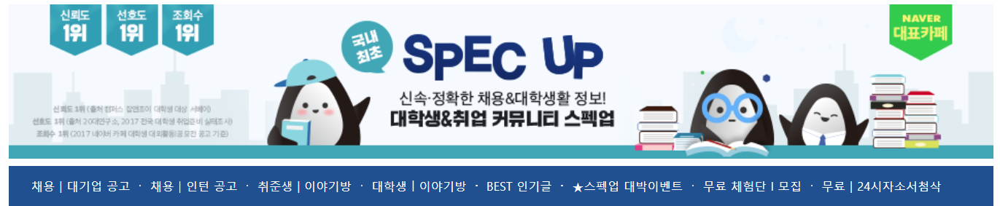 신뢰도 1위
선호도 1위
조회수 1위
국내 최초
SPEC UP
NAVER
대표카페
신속·정확한 채용&대학생활 정보!
대학생&취업 커뮤니티 스펙업
신뢰도 1위 (출처 캠퍼스 잡앤조이 대학생 대상 서베이)
선호도 1위 (출처 20대연구소, 2017 전국 대학생 취업준비 실태조사)
조회수 1위 (2017 네이버 카페 대학생 대외활동|공모전 공고 기준)
채용 | 대기업 공고 · 채용 | 인턴 공고 · 취준생 | 이야기방 · 대학생 | 이야기방 · BEST 인기글 · ★스펙업 대박이벤트 · 무료 체험단 I 모집 · 무료 | 24시자소서첨삭